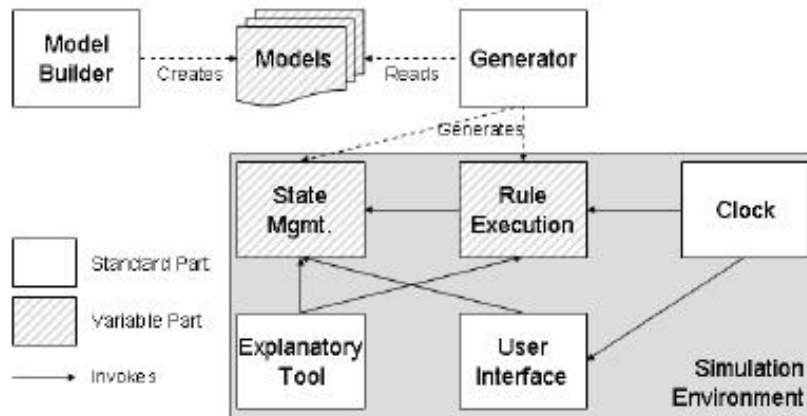 Model
Builder
Creates
Models
Reads
Generator
Generates
State
Mgmt.
Rule
Execution
Clock
Standard Part
Variable Part
Invokes
Explanatory
Tool
User
Interface
Simulation
Environment